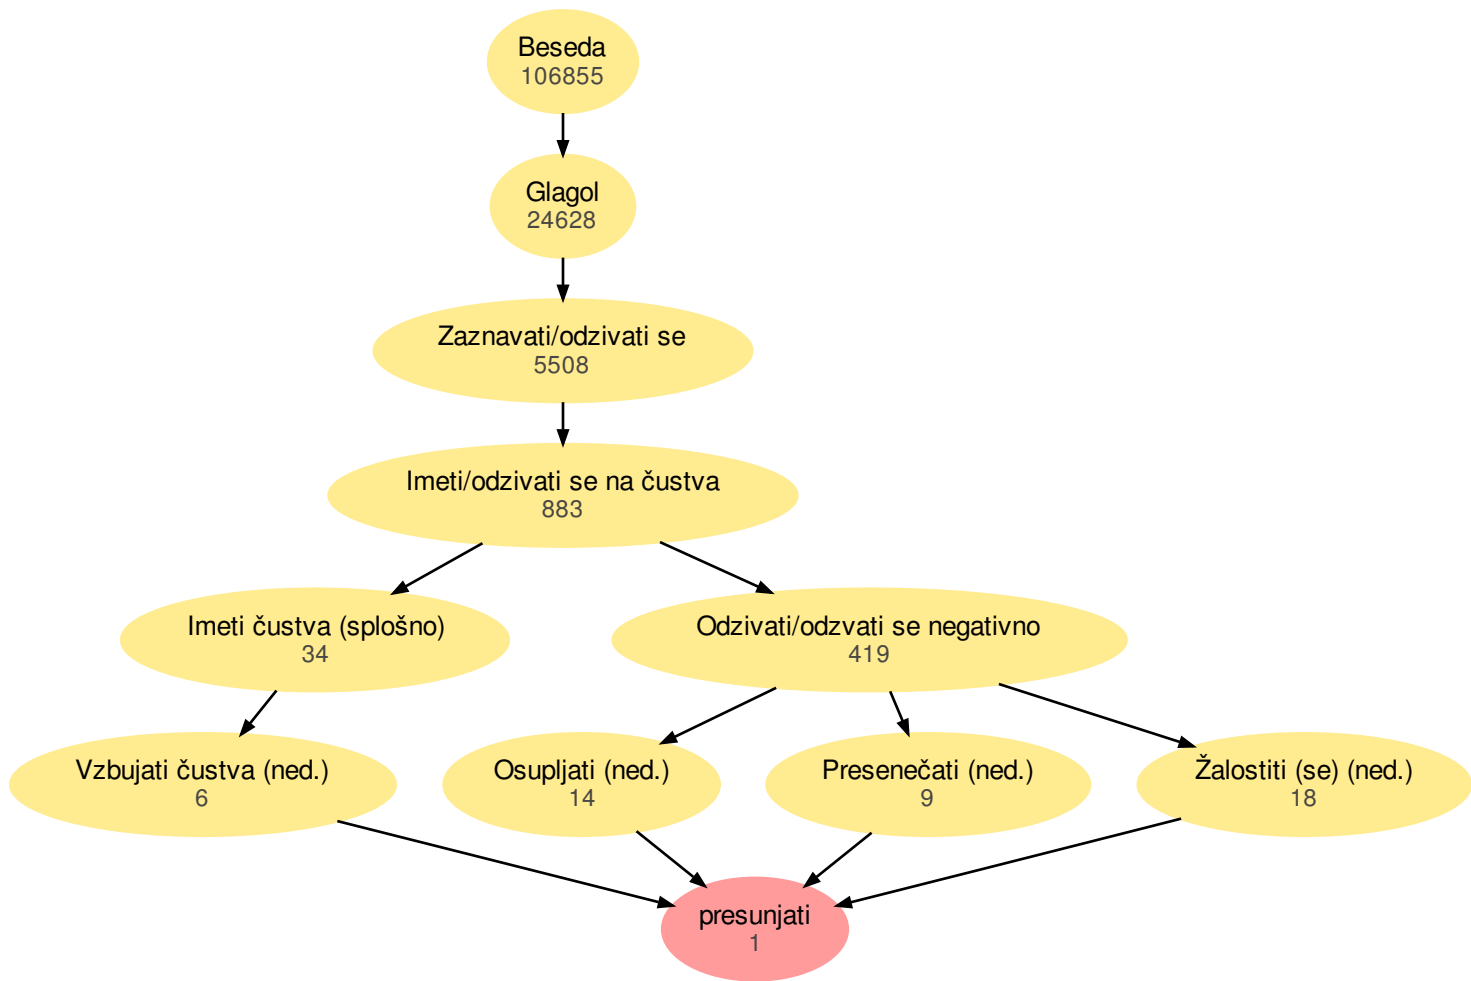 Beseda
106855
Glagol
24628
Zaznavati/odzivati se
5508
Imeti/odzivati se na čustva
883
Imeti čustva (splošno)
34
Odzivati/odzvati se negativno
419
Vzbujati čustva (ned.)
6
Osupljati (ned.)
14
Presenečati (ned.)
9
Žalostiti (se) (ned.)
18
presunjati
1